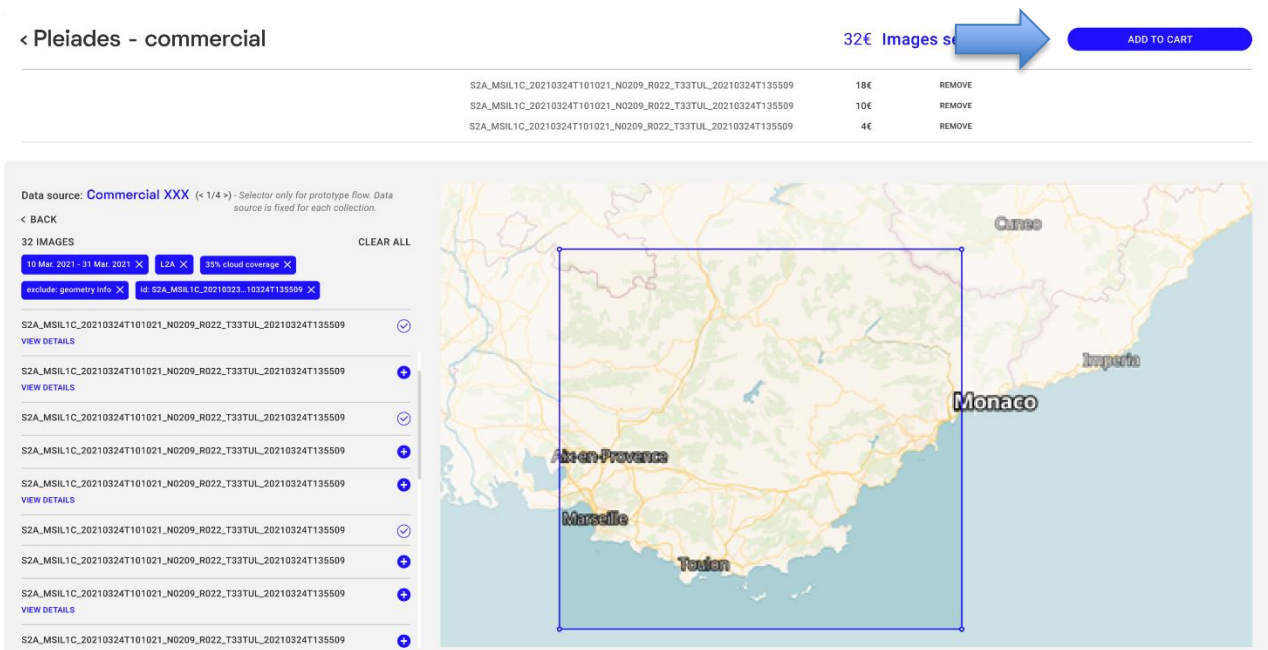 < Pleiades - commercial
32€ Images
ADD TO CART
S2A_MSIL1C_20210324T101021_N0209_R022_T33TUL_20210324T135509 18€ REMOVE
S2A_MSIL1C_20210324T101021_N0209_R022_T33TUL_20210324T135509 10€ REMOVE
S2A_MSIL1C_20210324T101021_N0209_R022_T33TUL_20210324T135509 4€ REMOVE
Data source: Commercial XXX (< 1/4 >) - Selector only for prototype flow. Data
source is fixed for each collection.
< BACK
32 IMAGES CLEAR ALL
10 Mar. 2021 - 31 Mar. 2021 X L2A X 35% cloud coverage X
exclude: geometry info X id: S2A_MSIL1C_20210323...10324T135509 X
S2A_MSIL1C_20210324T101021_N0209_R022_T33TUL_20210324T135509
VIEW DETAILS
S2A_MSIL1C_20210324T101021_N0209_R022_T33TUL_20210324T135509
VIEW DETAILS
S2A_MSIL1C_20210324T101021_N0209_R022_T33TUL_20210324T135509
S2A_MSIL1C_20210324T101021_N0209_R022_T33TUL_20210324T135509
S2A_MSIL1C_20210324T101021_N0209_R022_T33TUL_20210324T135509
VIEW DETAILS
S2A_MSIL1C_20210324T101021_N0209_R022_T33TUL_20210324T135509
S2A_MSIL1C_20210324T101021_N0209_R022_T33TUL_20210324T135509
S2A_MSIL1C_20210324T101021_N0209_R022_T33TUL_20210324T135509
VIEW DETAILS
S2A_MSIL1C_20210324T101021_N0209_R022_T33TUL_20210324T135509
Cuneo
Imperia
Monaco
Aix-en-Provence
Marseille
Toulon